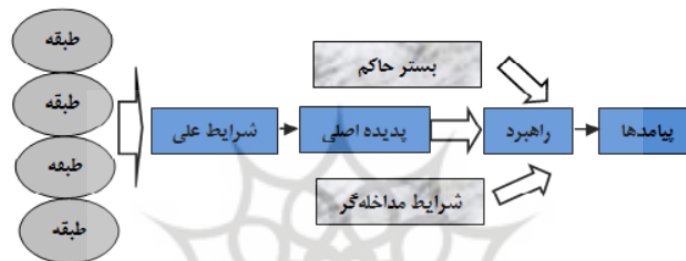 طبقه
طبقه
طبقه
طبقه
بستر حاکم
شرایط علی
پدیده اصلی
راهبرد
پیامدها
شرایط مداخله‌گر